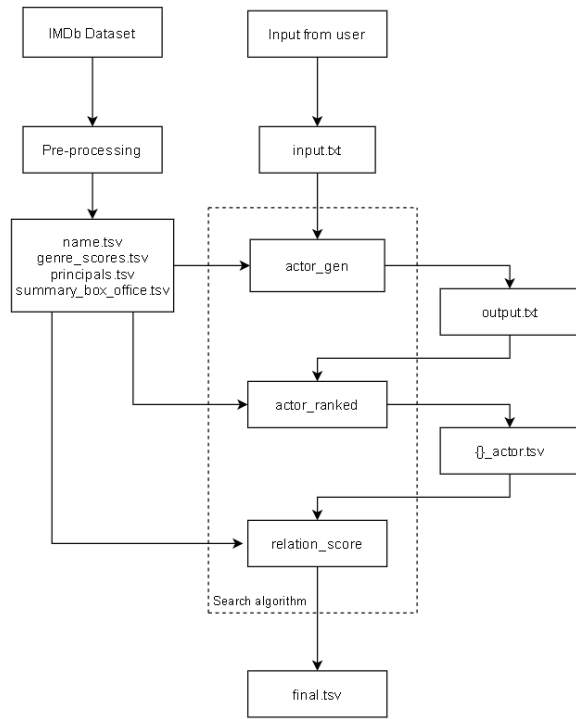 IMDb Dataset
Input from user
Pre-processing
input.txt
name.tsv
genre_scores.tsv
principals.tsv
summary_box_office.tsv
actor_gen
output.txt
actor_ranked
{}_actor.tsv
relation_score
Search algorithm
final.tsv